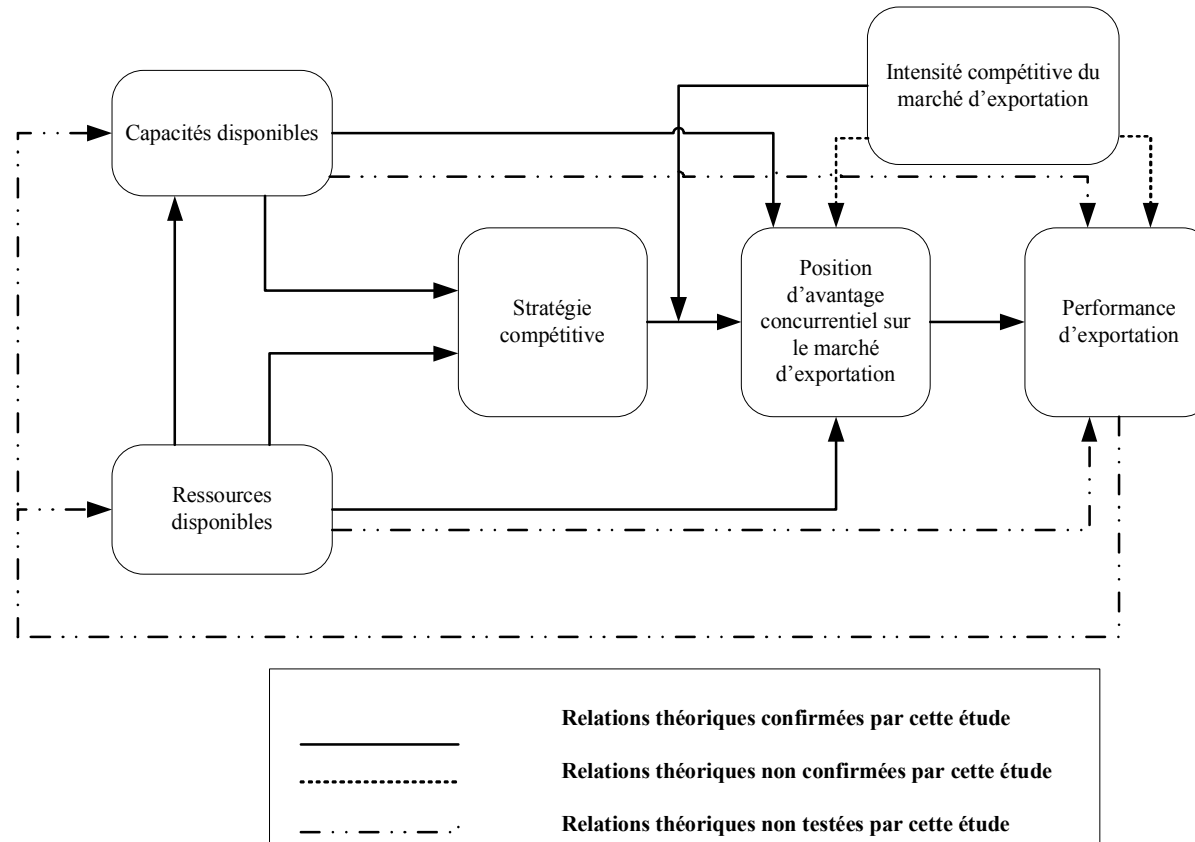 Intensité compétitive du
marché d'exportation
Capacités disponibles
Stratégie
compétitive
Position
d'avantage
concurrentiel sur
le marché
d'exportation
Performance
d'exportation
Ressources
disponibles
Relations théoriques confirmées par cette étude
Relations théoriques non confirmées par cette étude
Relations théoriques non testées par cette étude